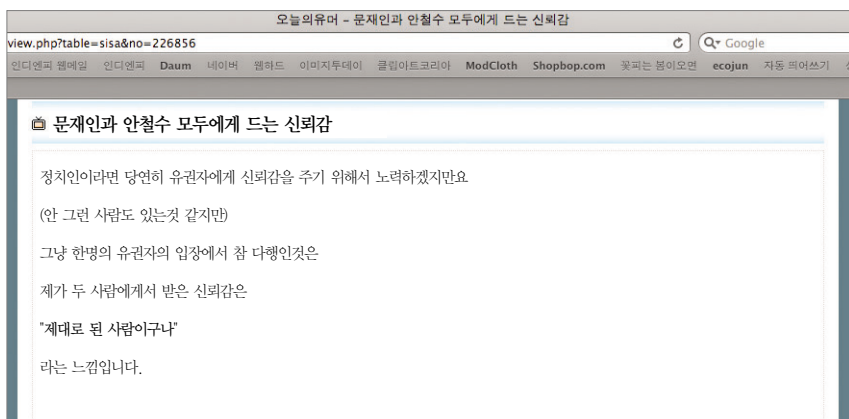 오늘의유머 – 문재인과 안철수 모두에게 드는 신뢰감
view.php?table=sisa&no=226856
Google
인디엔피 웹메일 인디엔피 Daum 네이버 웹하드 이미지투데이 클립아트코리아 ModCloth Shopbop.com 꽃피는 봄이오면 ecojun 자동 띄어쓰기
문재인과 안철수 모두에게 드는 신뢰감
정치인이라면 당연히 유권자에게 신뢰감을 주기 위해서 노력하겠지만요
(안 그런 사람도 있는것 같지만)
그냥 한명의 유권자의 입장에서 참 다행인것은
제가 두 사람에게서 받은 신뢰감은
"제대로 된 사람이구나"
라는 느낌입니다.